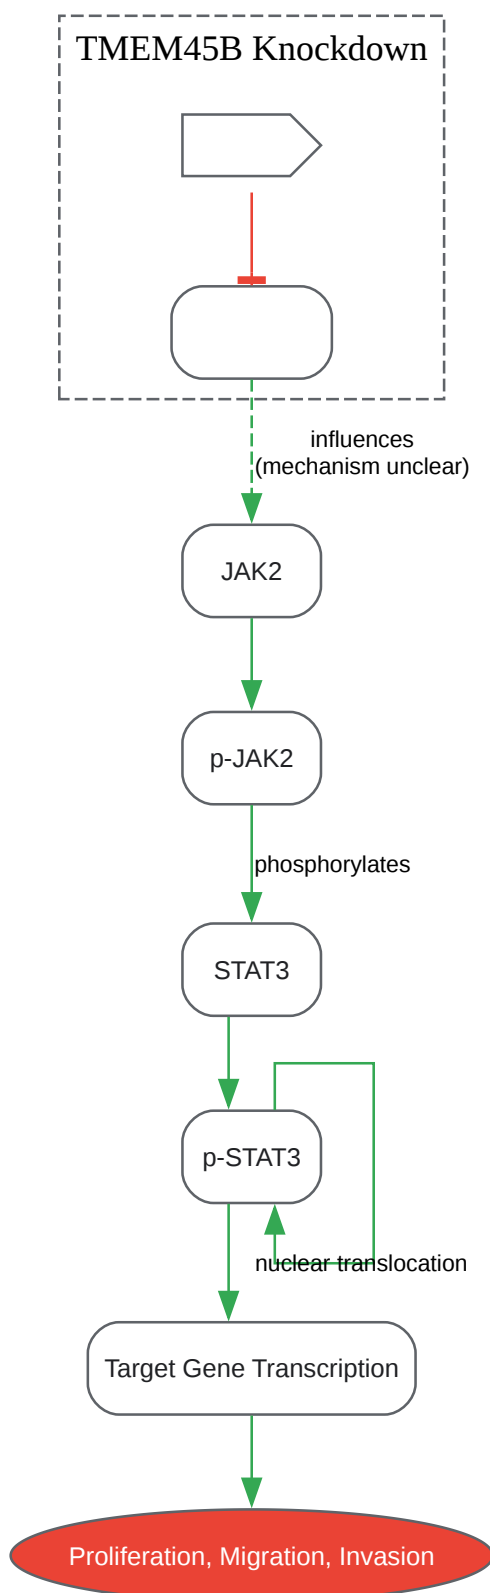 TMEM45B Knockdown
influences
(mechanism unclear)
JAK2
p-JAK2
phosphorylates
STAT3
p-STAT3
nuclear translocation
Target Gene Transcription
Proliferation, Migration, Invasion